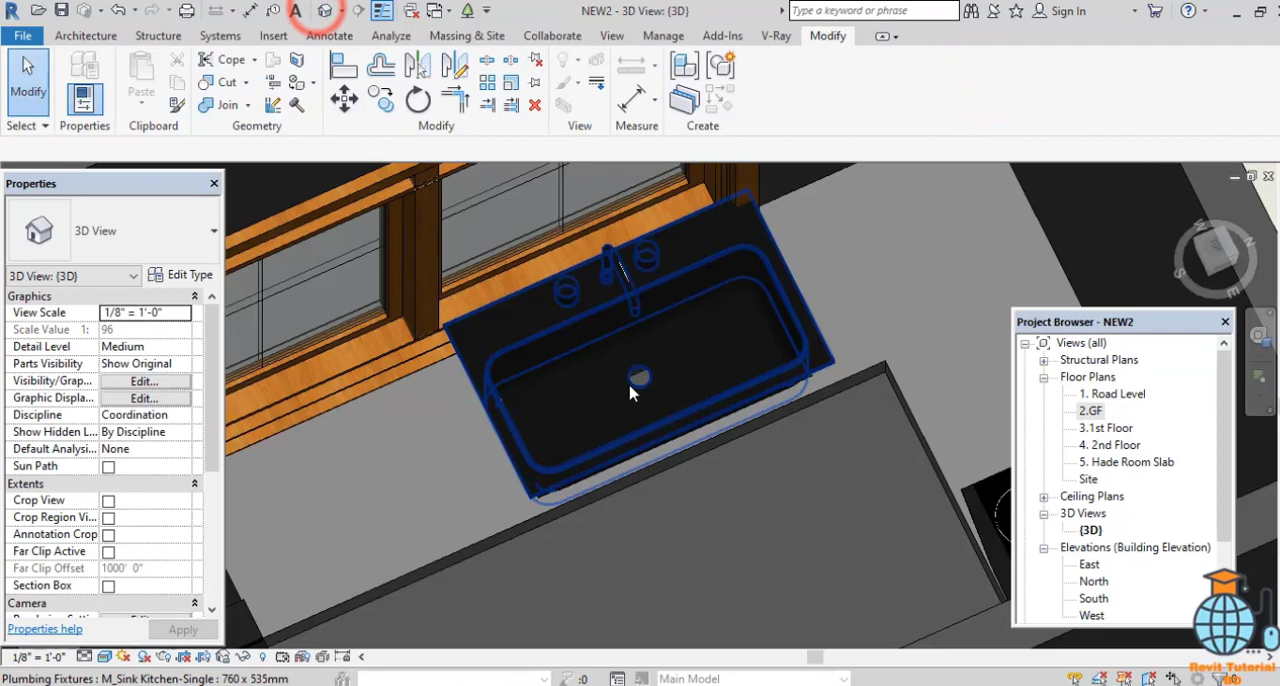 NEW2 - 3D View: {3D}
Type a keyword or phrase
Sign In
File Architecture Structure Systems Insert Annotate Analyze Massing & Site Collaborate View Manage Add-Ins V-Ray Modify
Modify
Paste
Cope
Cut
Join
Select Properties Clipboard Geometry Modify View Measure Create
Properties
3D View
3D View: {3D} Edit Type
Graphics
View Scale 1/8" = 1'-0"
Scale Value 1: 96
Detail Level Medium
Parts Visibility Show Original
Visibility/Grap... Edit...
Graphic Displa... Edit...
Discipline Coordination
Show Hidden L... By Discipline
Default Analysi... None
Sun Path
Extents
Crop View
Crop Region Vi...
Annotation Crop
Far Clip Active
Far Clip Offset 1000' 0"
Section Box
Camera
Edit...
Properties help Apply
Project Browser - NEW2
Views (all)
Structural Plans
Floor Plans
1. Road Level
2.GF
3.1st Floor
4. 2nd Floor
5. Hade Room Slab
Site
Ceiling Plans
3D Views
{3D}
Elevations (Building Elevation)
East
North
South
West
Revit Tutorial
1/8" = 1'-0"
Plumbing Fixtures : M_Sink Kitchen-Single : 760 x 535mm
:0
Main Model